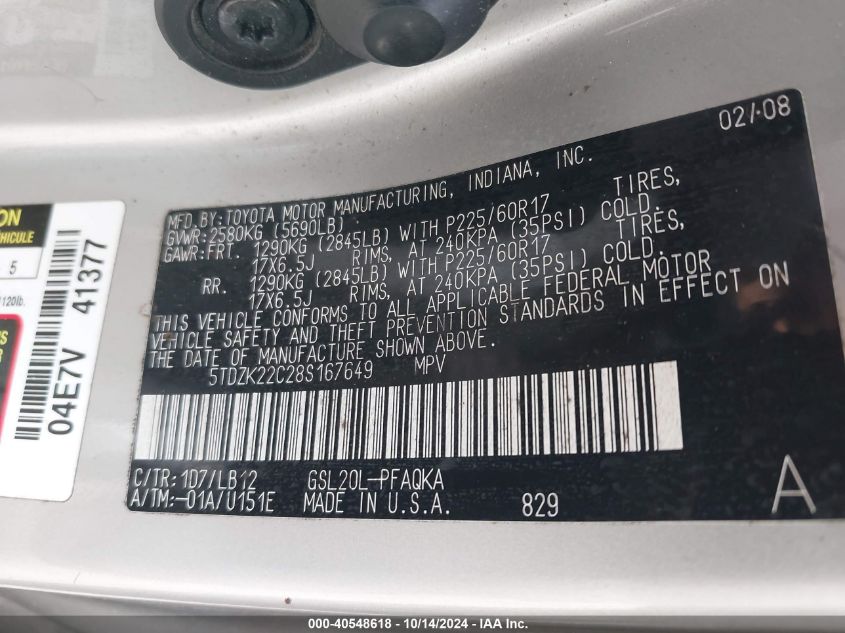 02/08
MFD.BY:TOYOTA MOTOR MANUFACTURING, INDIANA, INC.
GVWR:2580KG (5690LB)
GAWR:FRT. 1290KG (2845LB) WITH P225/60R17 TIRES,
17X6.5J RIMS, AT 240KPA (35PSI) COLD.
RR. 1290KG (2845LB) WITH P225/60R17 TIRES,
17X6.5J RIMS, AT 240KPA (35PSI) COLD.
THIS VEHICLE CONFORMS TO ALL APPLICABLE FEDERAL MOTOR
VEHICLE SAFETY AND THEFT PREVENTION STANDARDS IN EFFECT ON
THE DATE OF MANUFACTURE SHOWN ABOVE.
5TDZK22C28S167649 MPV
C/TR:1D7/LB12 GSL20L-PFAQKA
A/TM:-01A/U151E MADE IN U.S.A. 829
A
ON
VEHICULE
5
120lb.
04E7V 41377
000-40548618 - 10/14/2024 - IAA Inc.